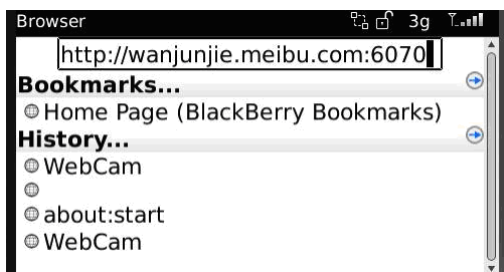 Browser 3g
http://wanjunjie.meibu.com:6070
Bookmarks...
Home Page (BlackBerry Bookmarks)
History...
WebCam
about:start
WebCam